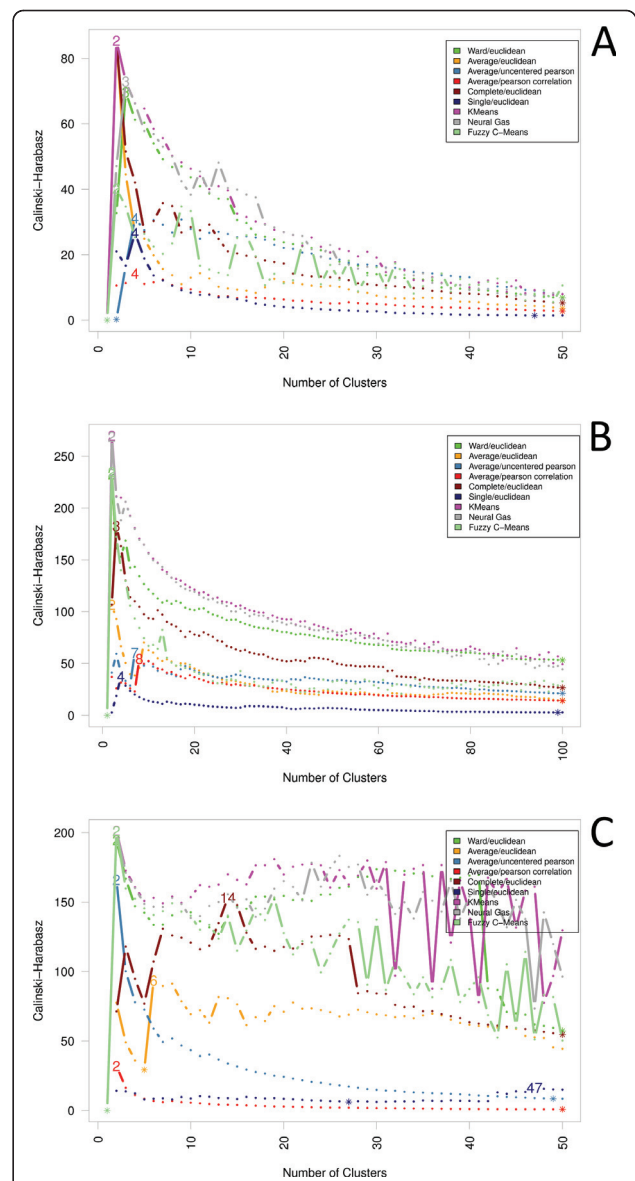 A
Calinski-Harabasz
80
60
40
20
0
2
3
4
4
4
Ward/euclidean
Average/euclidean
Average/uncentered pearson
Average/pearson correlation
Complete/euclidean
Single/euclidean
KMeans
Neural Gas
Fuzzy C-Means
0 10 20 30 40 50
Number of Clusters
B
Calinski-Harabasz
250
200
150
100
50
0
2
2
3
4
7
8
Ward/euclidean
Average/euclidean
Average/uncentered pearson
Average/pearson correlation
Complete/euclidean
Single/euclidean
KMeans
Neural Gas
Fuzzy C-Means
0 20 40 60 80 100
Number of Clusters
C
Calinski-Harabasz
200
150
100
50
0
2
2
14
6
2
47
Ward/euclidean
Average/euclidean
Average/uncentered pearson
Average/pearson correlation
Complete/euclidean
Single/euclidean
KMeans
Neural Gas
Fuzzy C-Means
0 10 20 30 40 50
Number of Clusters